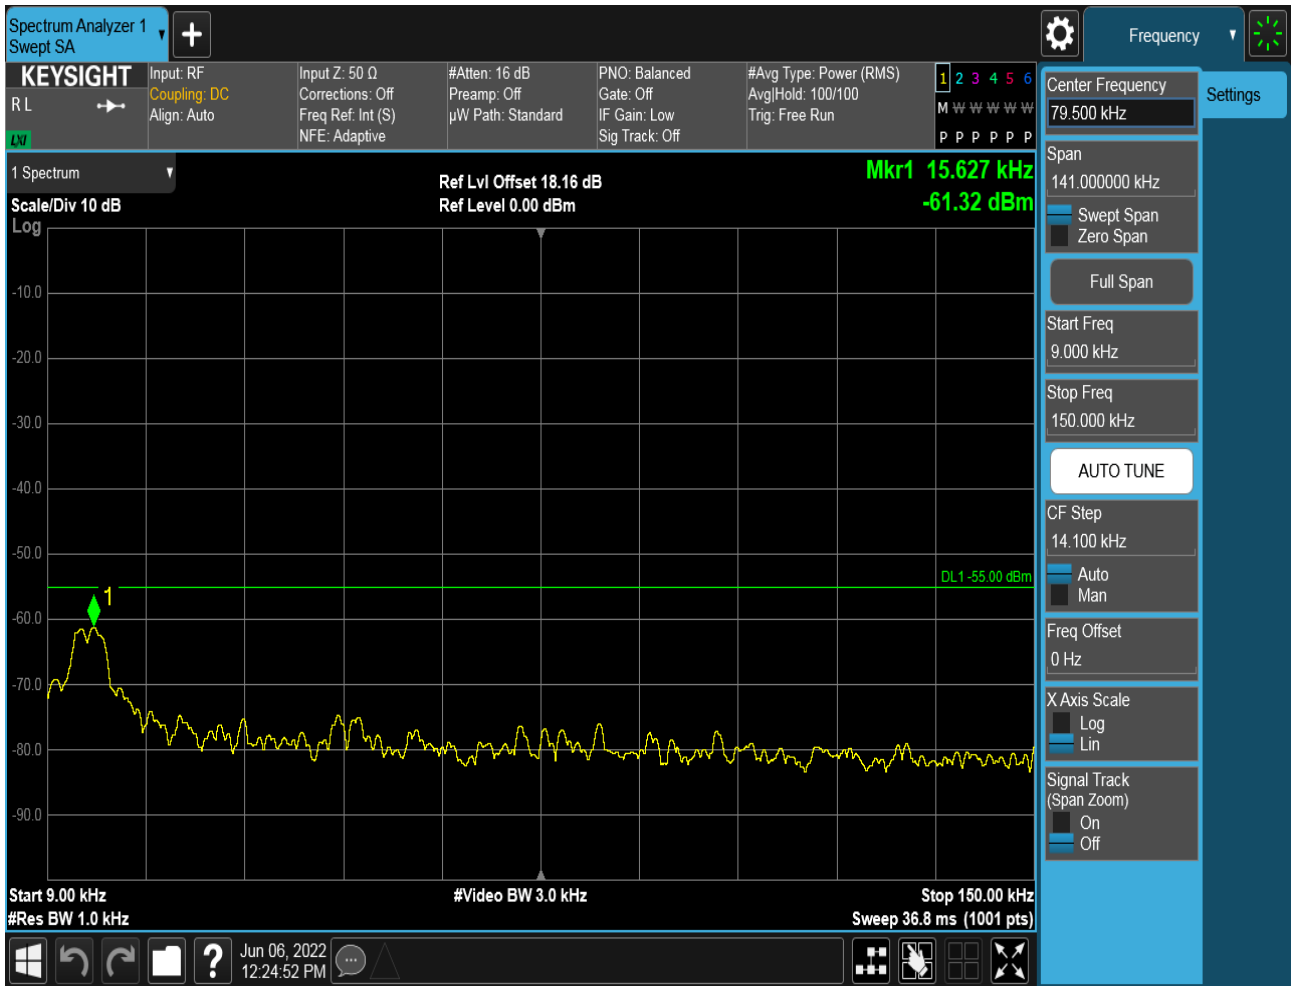 Spectrum Analyzer 1
Swept SA
Frequency
KEYSIGHT
R L
LXI
Input: RF
Coupling: DC
Align: Auto
Input Z: 50 Ω
Corrections: Off
Freq Ref: Int (S)
NFE: Adaptive
#Atten: 16 dB
Preamp: Off
µW Path: Standard
PNO: Balanced
Gate: Off
IF Gain: Low
Sig Track: Off
#Avg Type: Power (RMS)
Avg|Hold: 100/100
Trig: Free Run
1 2 3 4 5 6
M W W W W W
P P P P P P
Center Frequency
79.500 kHz
Settings
Span
141.000000 kHz
Swept Span
Zero Span
Full Span
Start Freq
9.000 kHz
Stop Freq
150.000 kHz
AUTO TUNE
CF Step
14.100 kHz
Auto
Man
Freq Offset
0 Hz
X Axis Scale
Log
Lin
Signal Track
(Span Zoom)
On
Off
1 Spectrum
Scale/Div 10 dB
Log
Ref Lvl Offset 18.16 dB
Ref Level 0.00 dBm
Mkr1 15.627 kHz
-61.32 dBm
-10.0
-20.0
-30.0
-40.0
-50.0
DL1 -55.00 dBm
1
-60.0
-70.0
-80.0
-90.0
Start 9.00 kHz
#Video BW 3.0 kHz
Stop 150.00 kHz
#Res BW 1.0 kHz
Sweep 36.8 ms (1001 pts)
?
Jun 06, 2022
12:24:52 PM